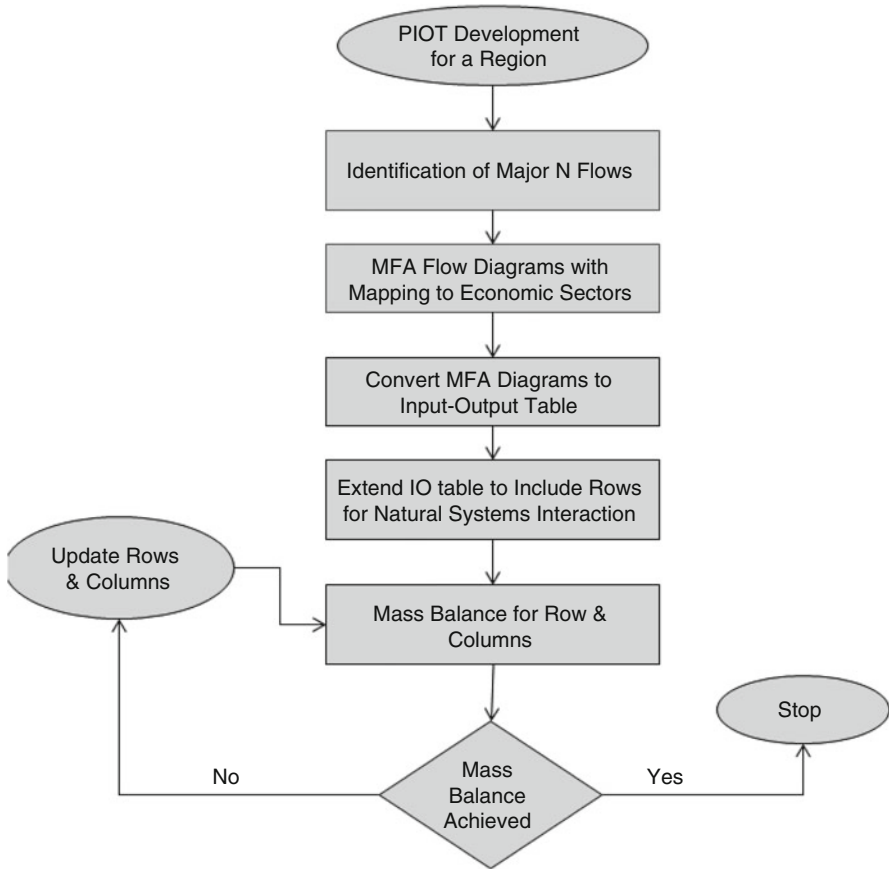 PIOT Development
for a Region
Identification of Major N Flows
MFA Flow Diagrams with
Mapping to Economic Sectors
Convert MFA Diagrams to
Input-Output Table
Extend IO table to Include Rows
for Natural Systems Interaction
Update Rows
& Columns
Mass Balance for Row &
Columns
Stop
No
Mass
Balance
Achieved
Yes